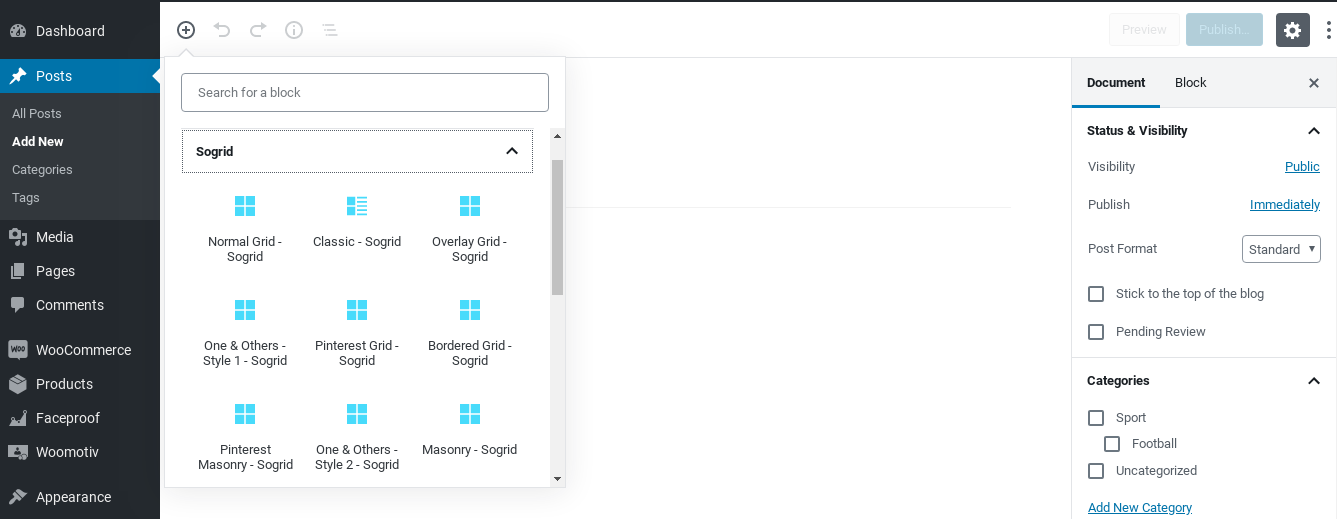 Dashboard
Posts
All Posts
Add New
Categories
Tags
Media
Pages
Comments
WOO WooCommerce
Products
Faceproof
Woomotiv
Appearance
Preview
Publish...
Search for a block
Sogrid
Normal Grid -
Sogrid
Classic - Sogrid
Overlay Grid -
Sogrid
One & Others -
Style 1 - Sogrid
Pinterest Grid -
Sogrid
Bordered Grid -
Sogrid
Pinterest
Masonry - Sogrid
One & Others -
Style 2 - Sogrid
Masonry - Sogrid
Document Block
Status & Visibility
Visibility Public
Publish Immediately
Post Format Standard
Stick to the top of the blog
Pending Review
Categories
Sport
Football
Uncategorized
Add New Category